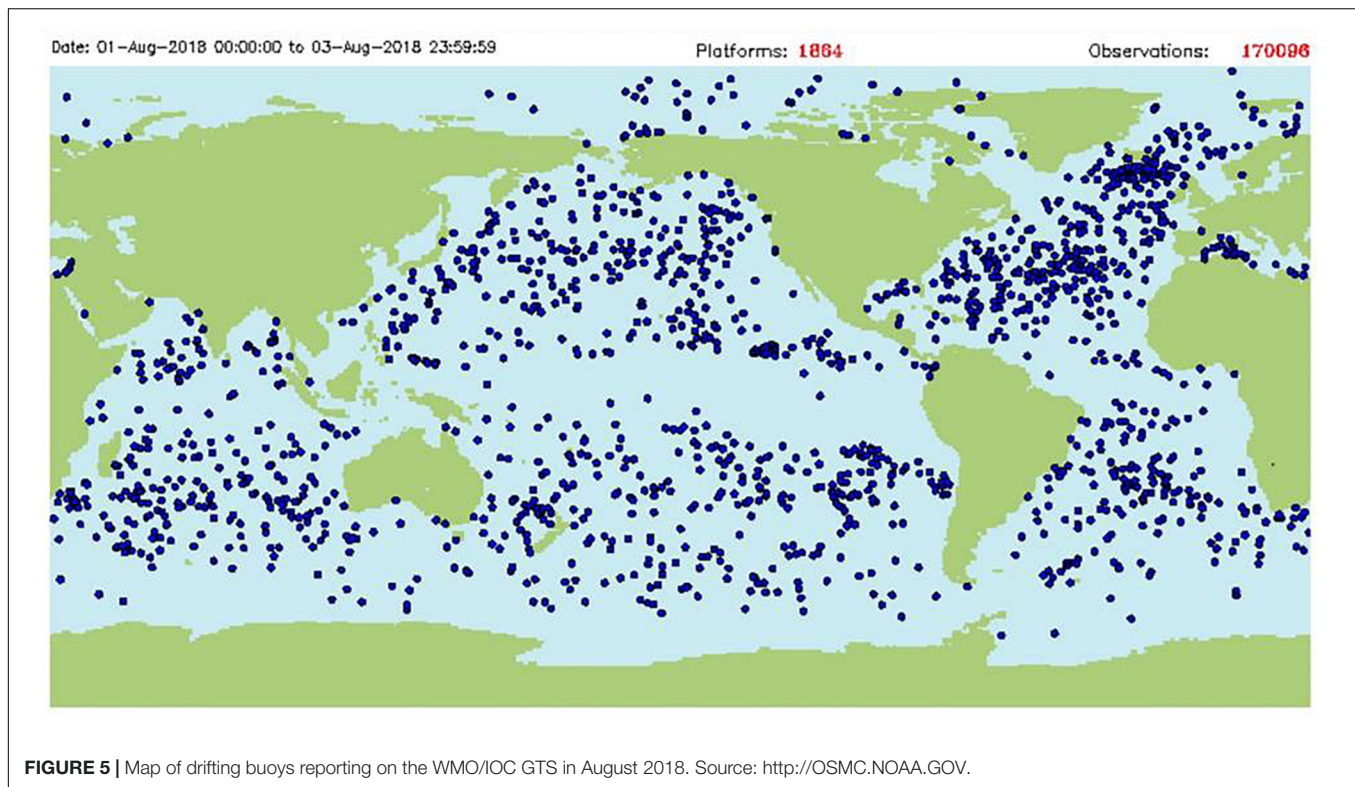 Date: 01-Aug-2018 00:00:00 to 03-Aug-2018 23:59:59 Platforms: 1864 Observations: 170096
FIGURE 5 | Map of drifting buoys reporting on the WMO/IOC GTS in August 2018. Source: http://OSMC.NOAA.GOV.